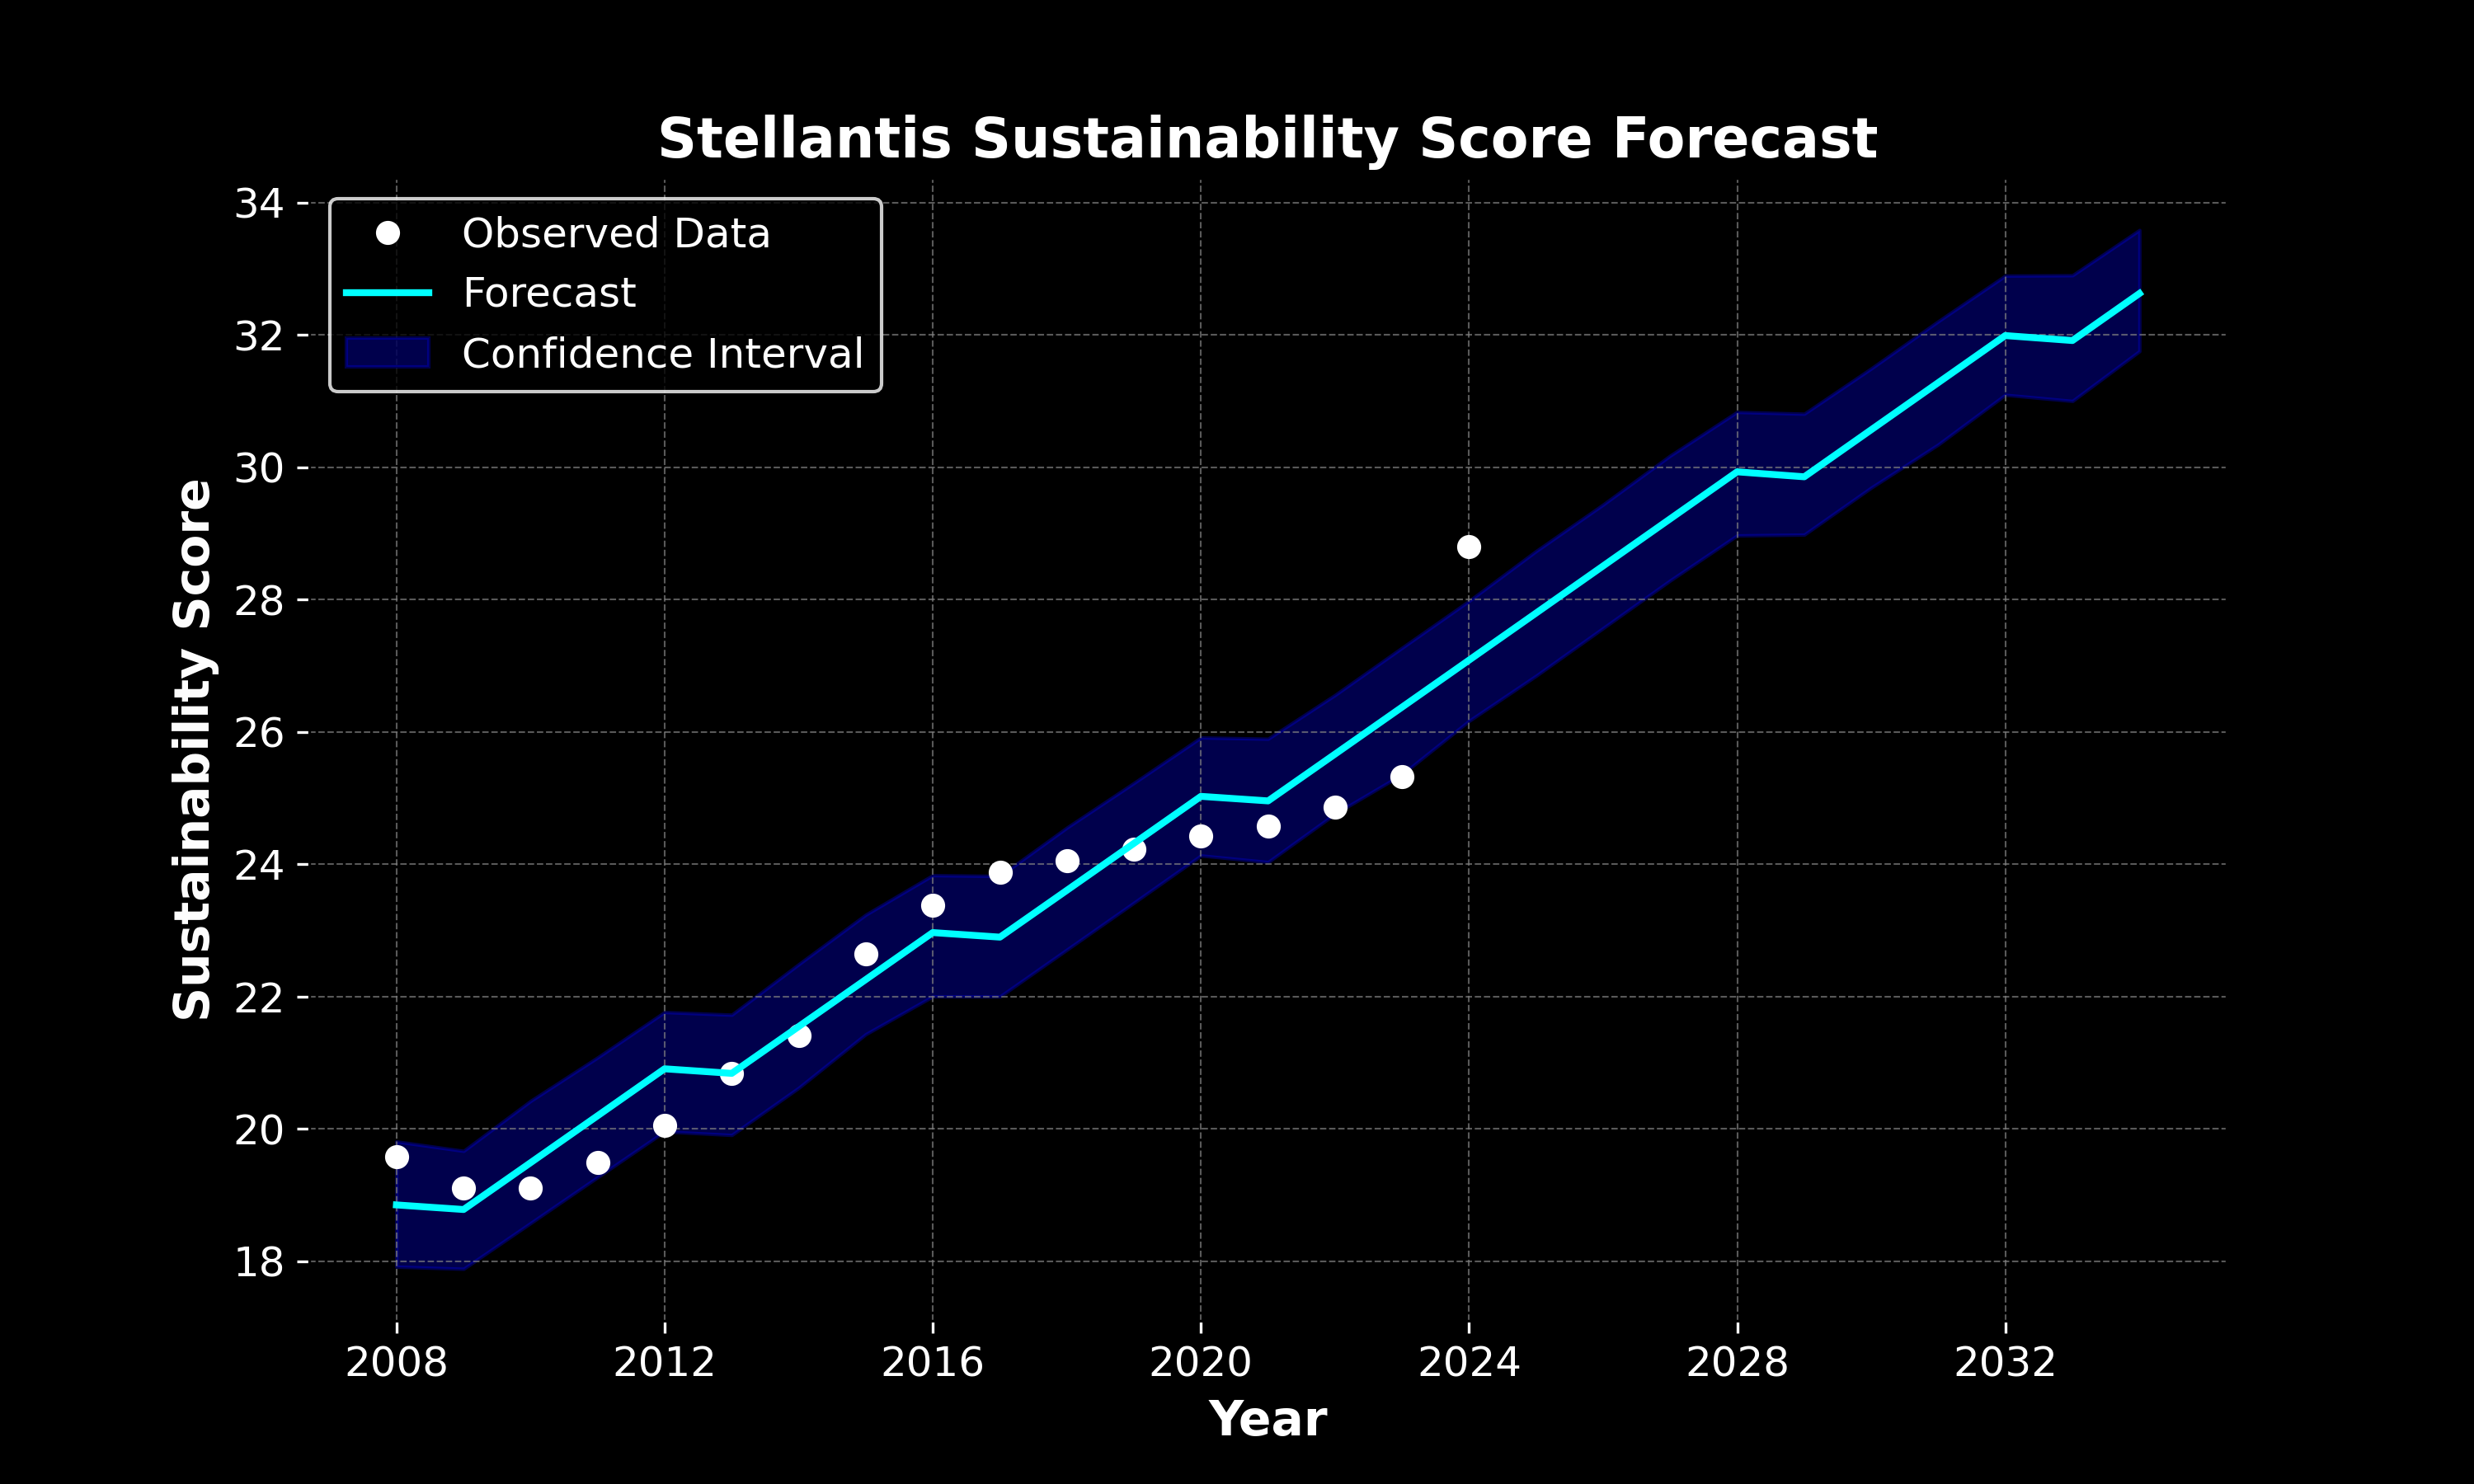 Stellantis Sustainability Score Forecast
Observed Data
Forecast
Confidence Interval
Sustainability Score
34
32
30
28
26
24
22
20
18
2008 2012 2016 2020 2024 2028 2032
Year